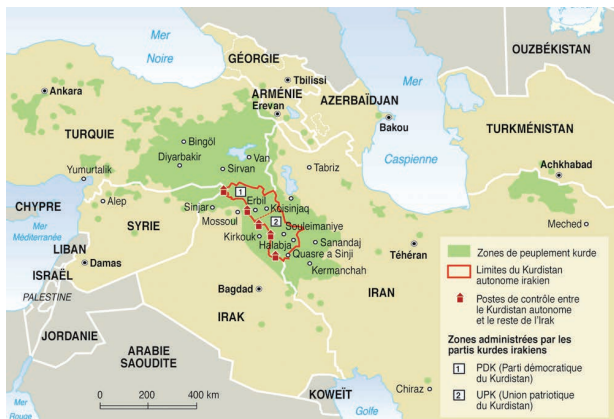 Mer
Noire
OUZBÉKISTAN
GÉORGIE
Tbilissi
Ankara
ARMÉNIE
Erevan
AZERBAÏDJAN
Mer
Caspienne
Bakou
TURKMÉNISTAN
TURQUIE
Bingöl
Diyarbakir
Van
Sirvan
Tabriz
Achkhabad
Yumurtalik
CHYPRE
Alep
Sinjar
1
Erbil
Koisinjaq
Mossoul
2
Souleimaniye
Meched
Mer
Méditerranée
SYRIE
Kirkouk
Halabja
Sanandaj
Quasre a Sinji
Téhéran
LIBAN
Damas
Kermanchah
ISRAËL
PALESTINE
Bagdad
IRAN
IRAK
JORDANIE
ARABIE
SAOUDITE
KOWEÏT
Chiraz
Mer
Rouge
Golfe
0 200 400 km
Zones de peuplement kurde
Limites du Kurdistan
autonome irakien
Postes de contrôle entre
le Kurdistan autonome
et le reste de l'Irak
Zones administrées par les
partis kurdes irakiens
1 PDK (Parti démocratique
du Kurdistan)
2 UPK (Union patriotique
du Kurdistan)